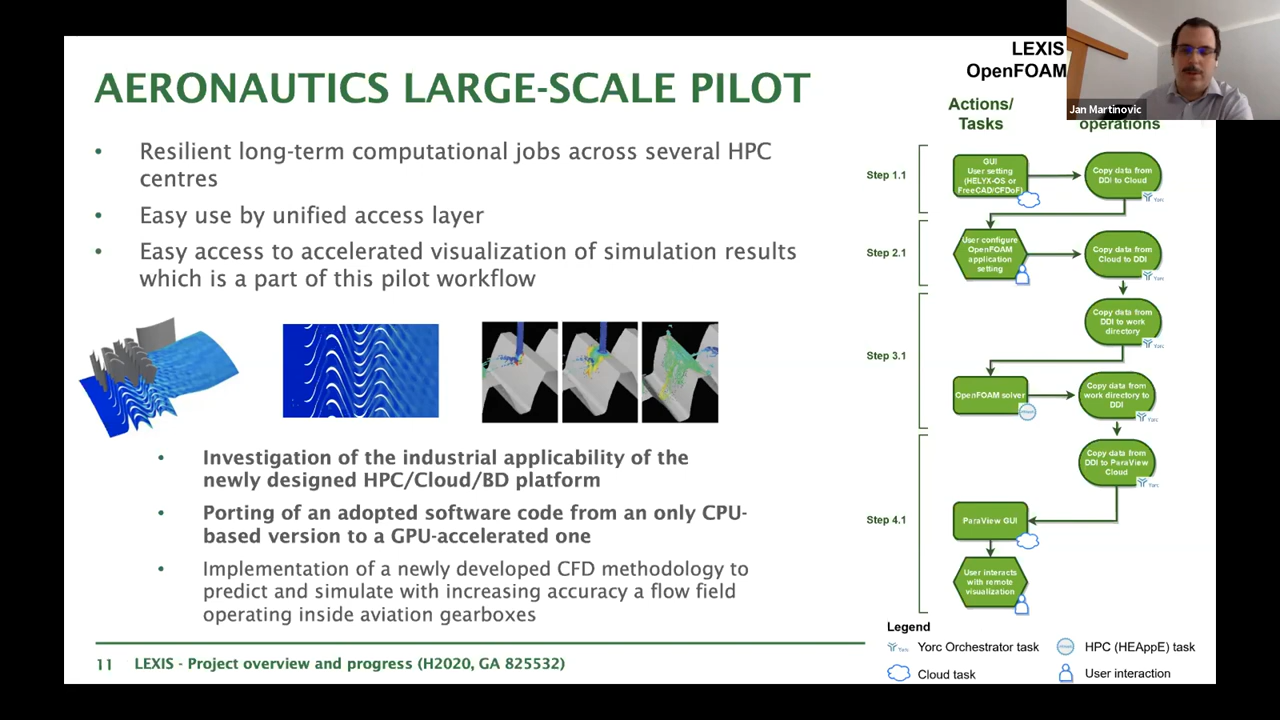 AERONAUTICS LARGE-SCALE PILOT
• Resilient long-term computational jobs across several HPC
centres
• Easy use by unified access layer
• Easy access to accelerated visualization of simulation results
which is a part of this pilot workflow
• Investigation of the industrial applicability of the
newly designed HPC/Cloud/BD platform
• Porting of an adopted software code from an only CPU-
based version to a GPU-accelerated one
• Implementation of a newly developed CFD methodology to
predict and simulate with increasing accuracy a flow field
operating inside aviation gearboxes
11 LEXIS - Project overview and progress (H2020, GA 825532)
LEXIS
OpenFOAM
Jan Martinovic
Actions/
Tasks
operations
Step 1.1
GUI
User setting
(HELYX-OS or
FreeCAD/CFDoF)
Copy data from
DDI to Cloud
Yorc
Step 2.1
User configure
OpenFOAM
application
setting
Copy data from
Cloud to DDI
Yorc
Step 3.1
Copy data from
DDI to work
directory
Yorc
OpenFOAM solver
Copy data from
work directory to
DDI
Yorc
Step 4.1
Copy data from
DDI to ParaView
Cloud
Yorc
ParaView GUI
User interacts
with remote
visualization
Legend
Yorc Yorc Orchestrator task
HPC (HEAppE) task
Cloud task
User interaction